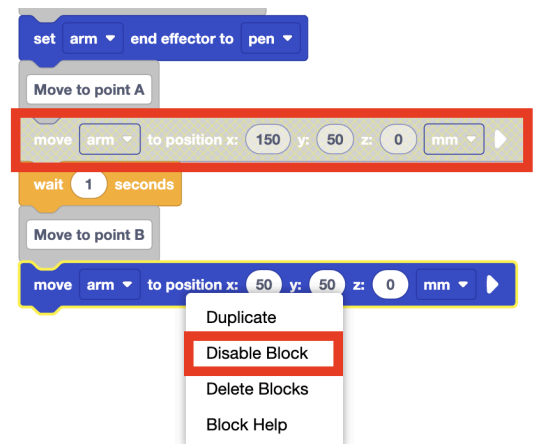 set arm end effector to pen
Move to point A
move arm to position x: 150 y: 50 z: 0 mm
wait 1 seconds
Move to point B
move arm to position x: 50 y: 50 z: 0 mm
Duplicate
Disable Block
Delete Blocks
Block Help